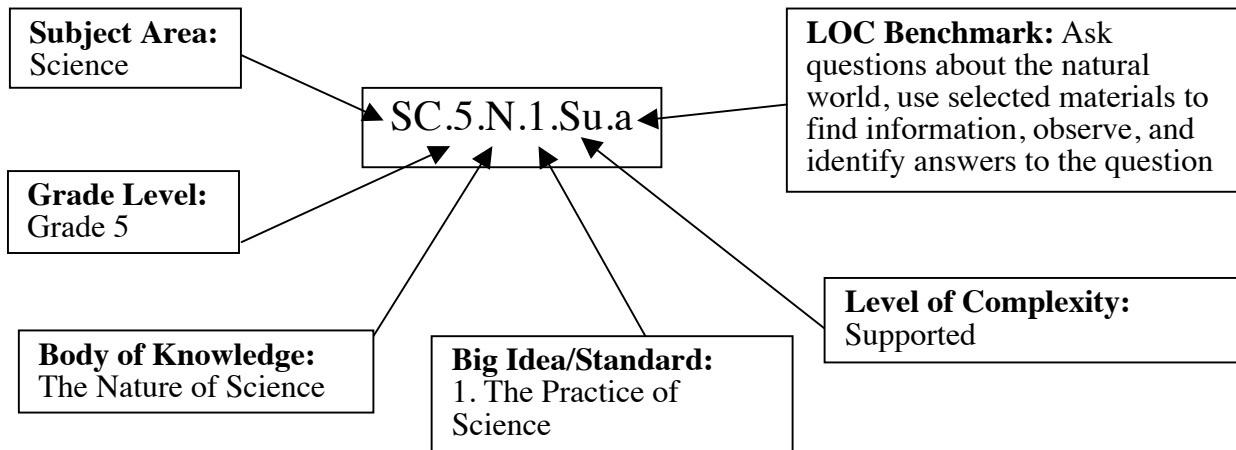 Subject Area:
Science
LOC Benchmark: Ask
questions about the natural
world, use selected materials to
find information, observe, and
identify answers to the question
SC.5.N.1.Su.a
Grade Level:
Grade 5
Level of Complexity:
Supported
Body of Knowledge:
The Nature of Science
Big Idea/Standard:
1. The Practice of
Science